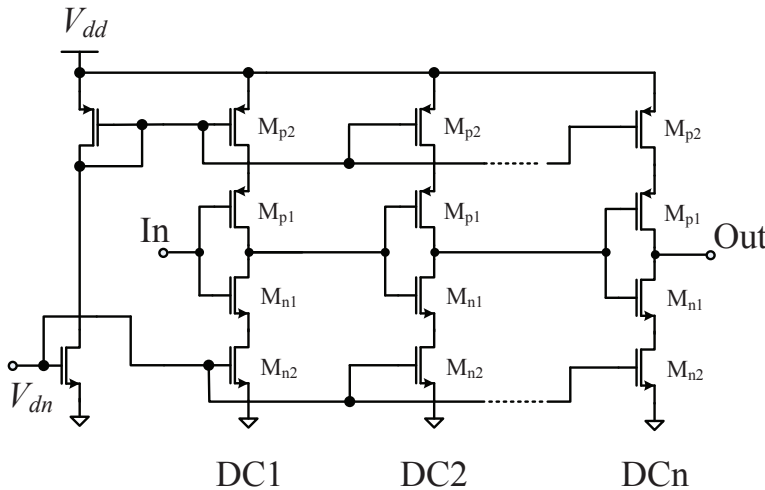 Vdd
Mp2 Mp2 Mp2
Mp1 Mp1 Mp1
In Out
Mn1 Mn1 Mn1
Mn2 Mn2 Mn2
Vdn
DC1 DC2 DCn